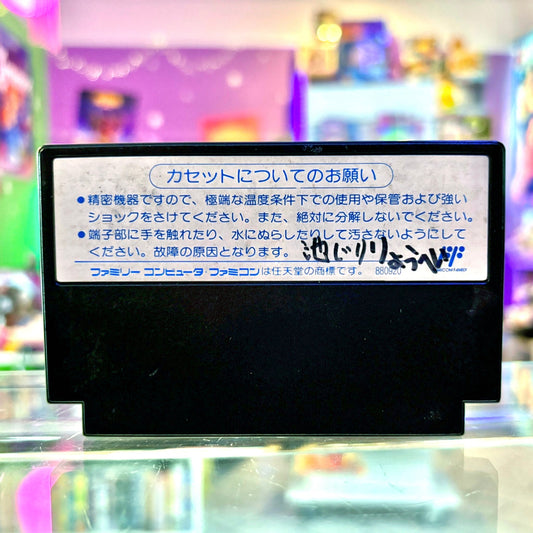 カセットについてのお願い
●精密機器ですので、極端な温度条件下での使用や保管および強い
ショックをさけてください。また、絶対に分解しないでください。
●端子部に手を触れたり、水にぬらしたりして汚さないようにして
ください。故障の原因となります。 池じりりょうへい
ファミリー コンピュータ・ファミコンは任天堂の商標です。 880920